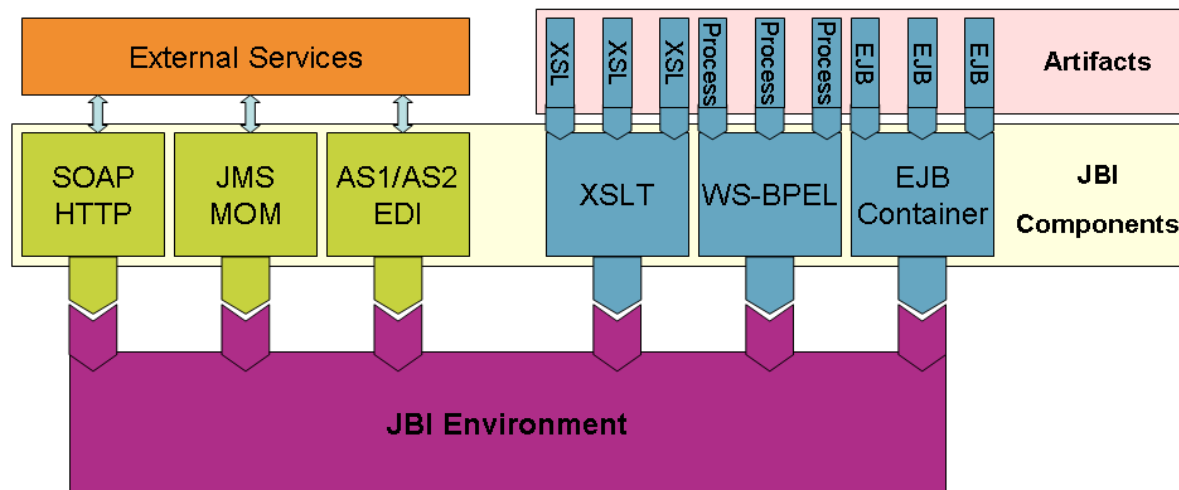 External Services
XSL
XSL
XSL
Process
Process
Process
EJB
EJB
EJB
Artifacts
SOAP
HTTP
JMS
MOM
AS1/AS2
EDI
XSLT
WS-BPEL
EJB
Container
JBI
Components
JBI Environment